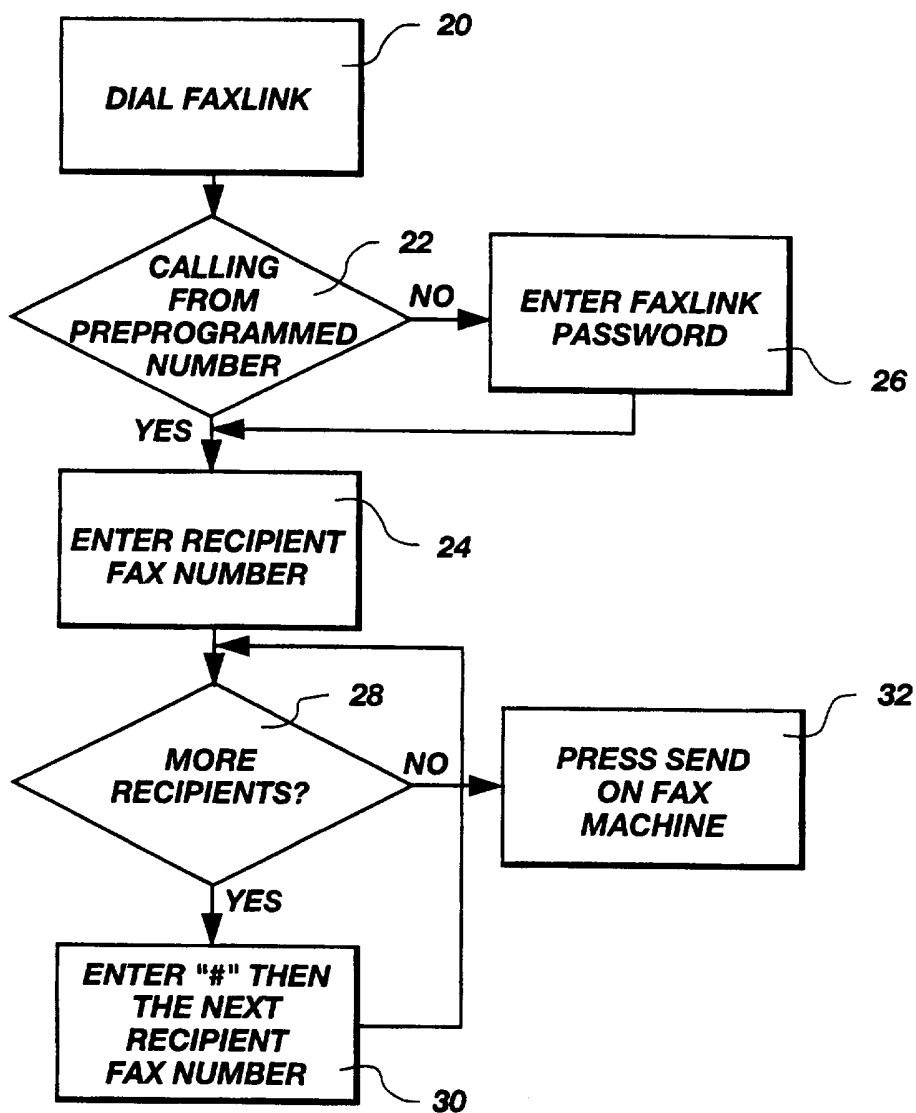 20
DIAL FAXLINK
22
CALLING
FROM
PREPROGRAMMED
NUMBER
NO
ENTER FAXLINK
PASSWORD
26
YES
24
ENTER RECIPIENT
FAX NUMBER
28
MORE
RECIPIENTS?
NO
32
PRESS SEND
ON FAX
MACHINE
YES
ENTER "#" THEN
THE NEXT
RECIPIENT
FAX NUMBER
30